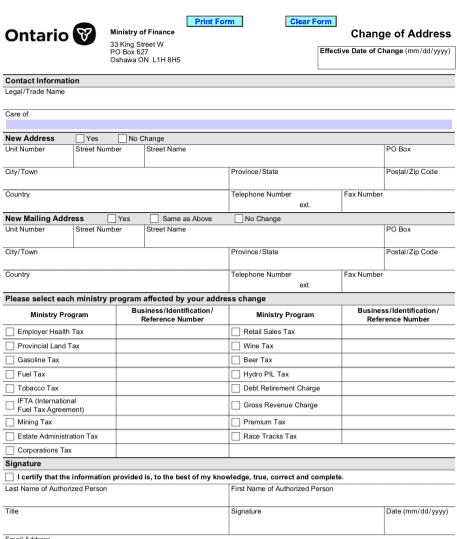 Print Form
Clear Form
Ontario
Ministry of Finance
33 King Street W
PO Box 627
Oshawa ON L1H 8H5
Change of Address
Effective Date of Change (mm/dd/yyyy)
Contact Information
Legal/Trade Name
Care of
New Address Yes No Change
Unit Number Street Number Street Name PO Box
City/Town Province/State Postal/Zip Code
Country Telephone Number Fax Number
ext.
New Mailing Address Yes Same as Above No Change
Unit Number Street Number Street Name PO Box
City/Town Province/State Postal/Zip Code
Country Telephone Number Fax Number
ext.
Please select each ministry program affected by your address change
Ministry Program Business/Identification/ Reference Number Ministry Program Business/Identification/ Reference Number
Employer Health Tax Retail Sales Tax
Provincial Land Tax Wine Tax
Gasoline Tax Beer Tax
Fuel Tax Hydro PIL Tax
Tobacco Tax Debt Retirement Charge
IFTA (International
Fuel Tax Agreement) Gross Revenue Charge
Mining Tax Premium Tax
Estate Administration Tax Race Tracks Tax
Corporations Tax
Signature
I certify that the information provided is, to the best of my knowledge, true, correct and complete.
Last Name of Authorized Person First Name of Authorized Person
Title Signature Date (mm/dd/yyyy)
Email Address